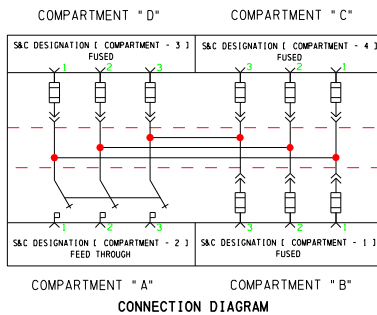 COMPARTMENT "D" COMPARTMENT "C"
S&C DESIGNATION [ COMPARTMENT - 3 ] S&C DESIGNATION [ COMPARTMENT - 4 ]
FUSED FUSED
1 2 3 3 2 1
1 2 3 3 2 1
S&C DESIGNATION [ COMPARTMENT - 2 ] S&C DESIGNATION [ COMPARTMENT - 1 ]
FEED THROUGH FUSED
COMPARTMENT "A" COMPARTMENT "B"
CONNECTION DIAGRAM